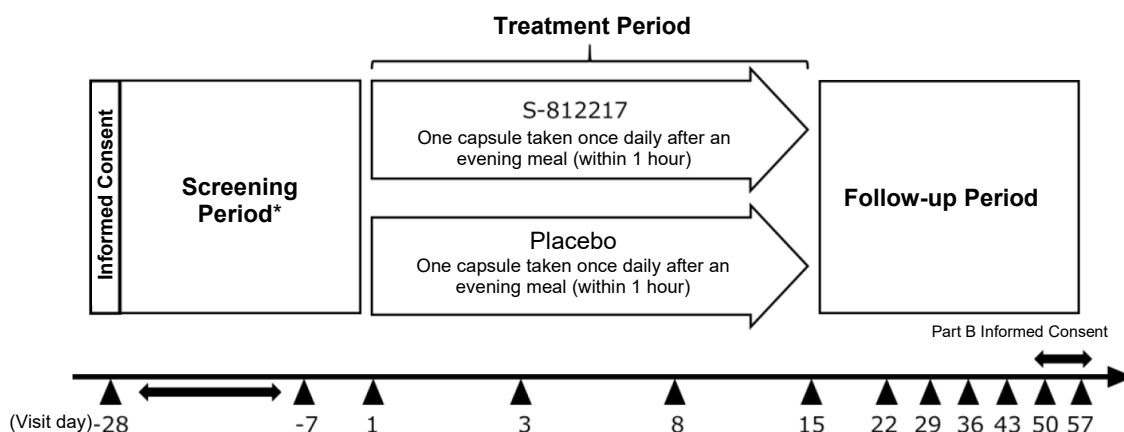 Treatment Period
Informed Consent
Screening
Period*
S-812217
One capsule taken once daily after an
evening meal (within 1 hour)
Placebo
One capsule taken once daily after an
evening meal (within 1 hour)
Follow-up Period
Part B Informed Consent
(Visit day) -28 -7 1 3 8 15 22 29 36 43 50 57